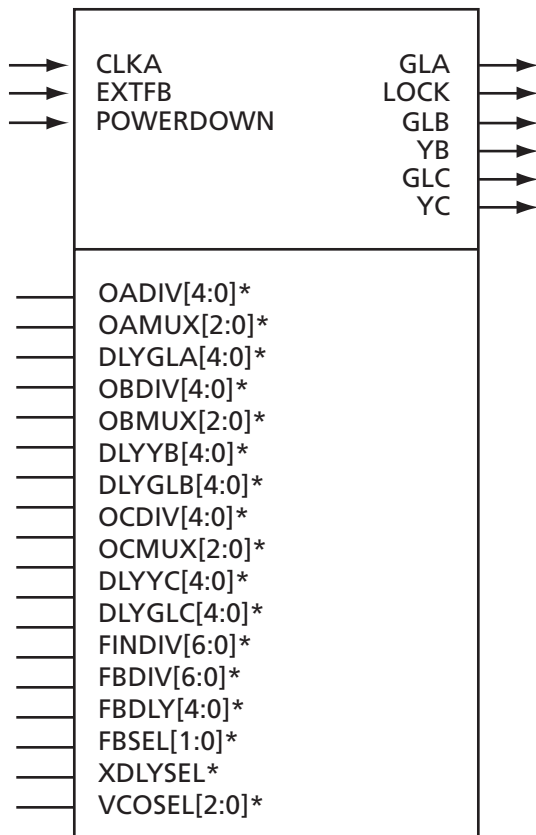 CLKA GLA
EXTFB LOCK
POWERDOWN GLB
YB
GLC
YC
OADIV[4:0]*
OAMUX[2:0]*
DLYGLA[4:0]*
OBDIV[4:0]*
OBMUX[2:0]*
DLYYB[4:0]*
DLYGLB[4:0]*
OCDIV[4:0]*
OCMUX[2:0]*
DLYYC[4:0]*
DLYGLC[4:0]*
FINDIV[6:0]*
FBDIV[6:0]*
FBDLY[4:0]*
FBSEL[1:0]*
XDLYSEL*
VCOSEL[2:0]*